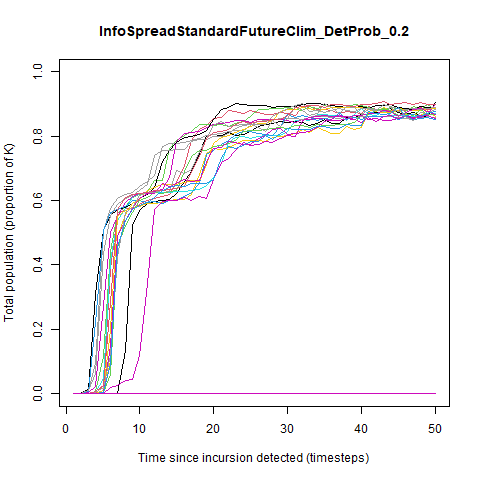 InfoSpreadStandardFutureClim_DetProb_0.2
Total population (proportion of K)
1.0
0.8
0.6
0.4
0.2
0.0
0 10 20 30 40 50
Time since incursion detected (timesteps)